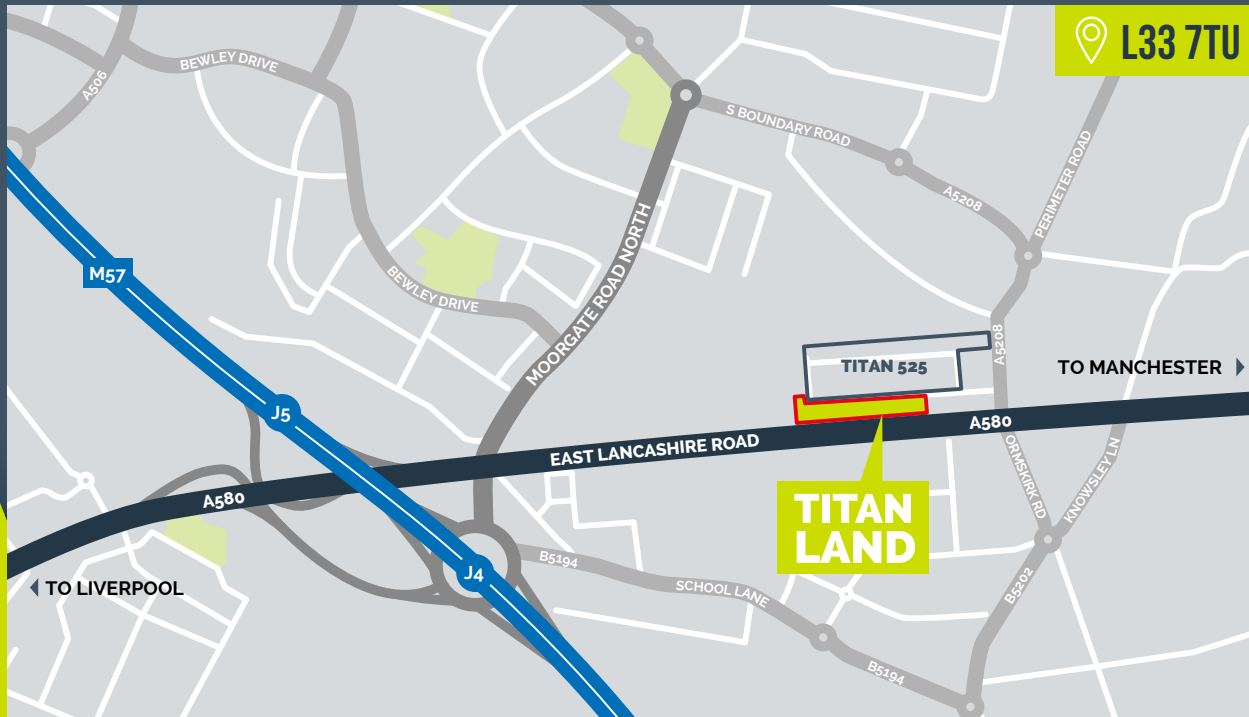 L33 7TU
BEWLEY DRIVE
A506
S BOUNDARY ROAD
PERIMETER ROAD
A5208
MOORGATE ROAD NORTH
M57
BEWLEY DRIVE
A5208
TITAN 525
TO MANCHESTER
J5
A580
EAST LANCASHIRE ROAD
A580
ORMSKIRK RD
KNOWSLEY LN
TITAN
LAND
B5194
J4
TO LIVERPOOL
SCHOOL LANE
B5202
B5194